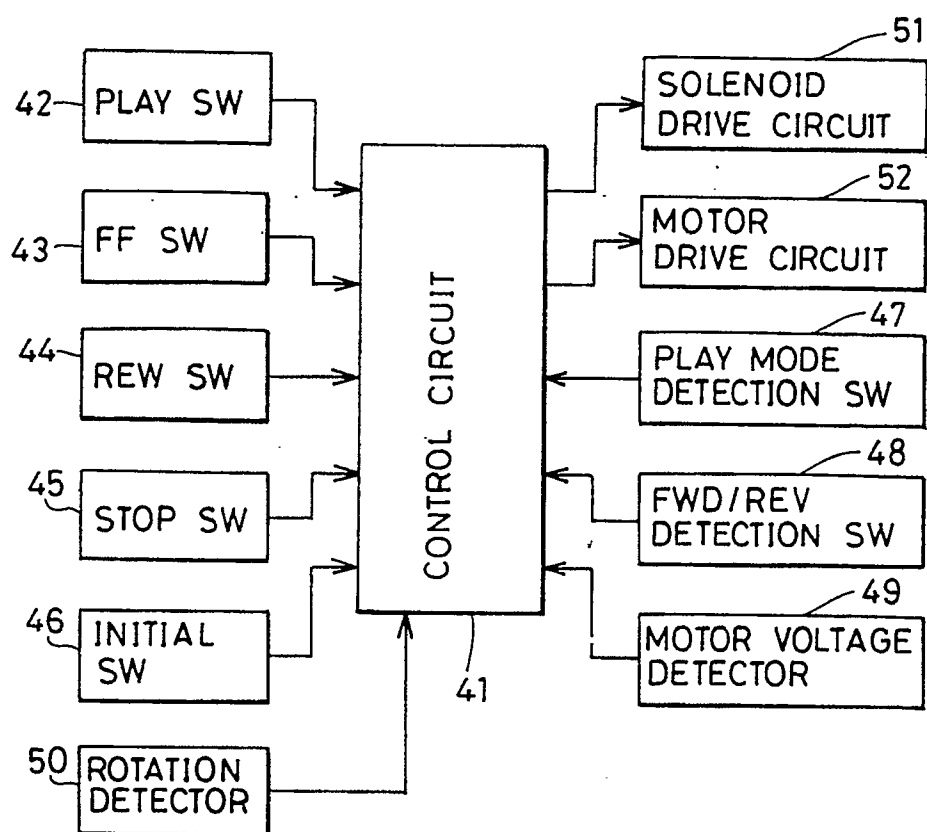 42
PLAY SW
43
FF SW
44
REW SW
45
STOP SW
46
INITIAL
SW
50
ROTATION
DETECTOR
CONTROL CIRCUIT
41
51
SOLENOID
DRIVE CIRCUIT
52
MOTOR
DRIVE CIRCUIT
47
PLAY MODE
DETECTION SW
48
FWD/REV
DETECTION SW
49
MOTOR VOLTAGE
DETECTOR